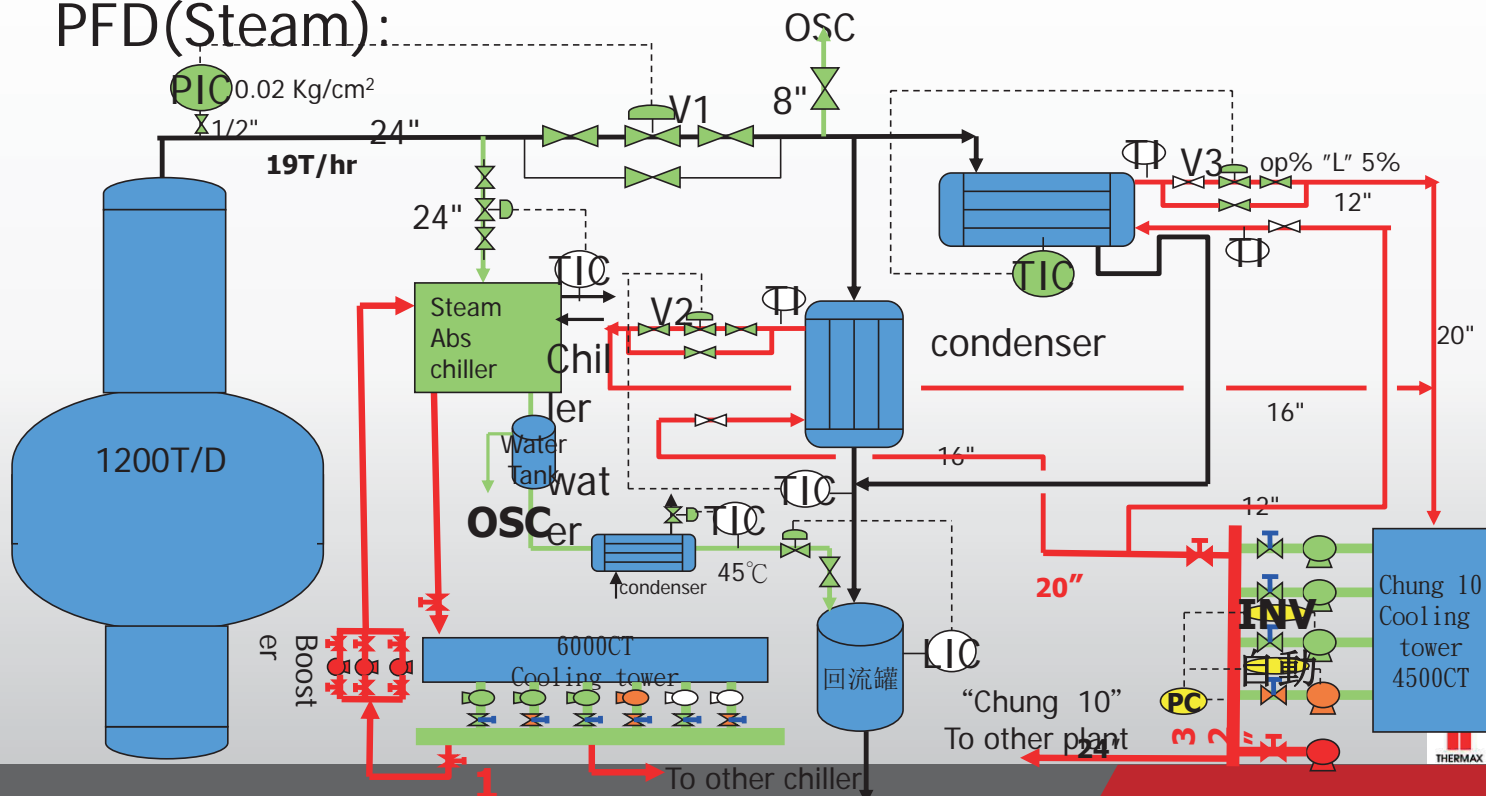 PFD(Steam):
OSC
PIC
0.02 Kg/cm²
1/2"
24"
19T/hr
V1
8"
TI
V3
op% "L" 5%
12"
24"
TIC
TI
TIC
Steam
Abs
chiller
V2
TI
condenser
20"
Chil
ler
wat
er
16"
1200T/D
Water
Tank
16"
TIC
12"
OSC
TIC
45℃
condenser
20"
Chung 10
Cooling
tower
4500CT
INV
自動
PC
Boost
er
6000CT
Cooling tower
回流罐
LIC
"Chung 10"
To other plant
24"
32"
THERMAX
To other chiller
1